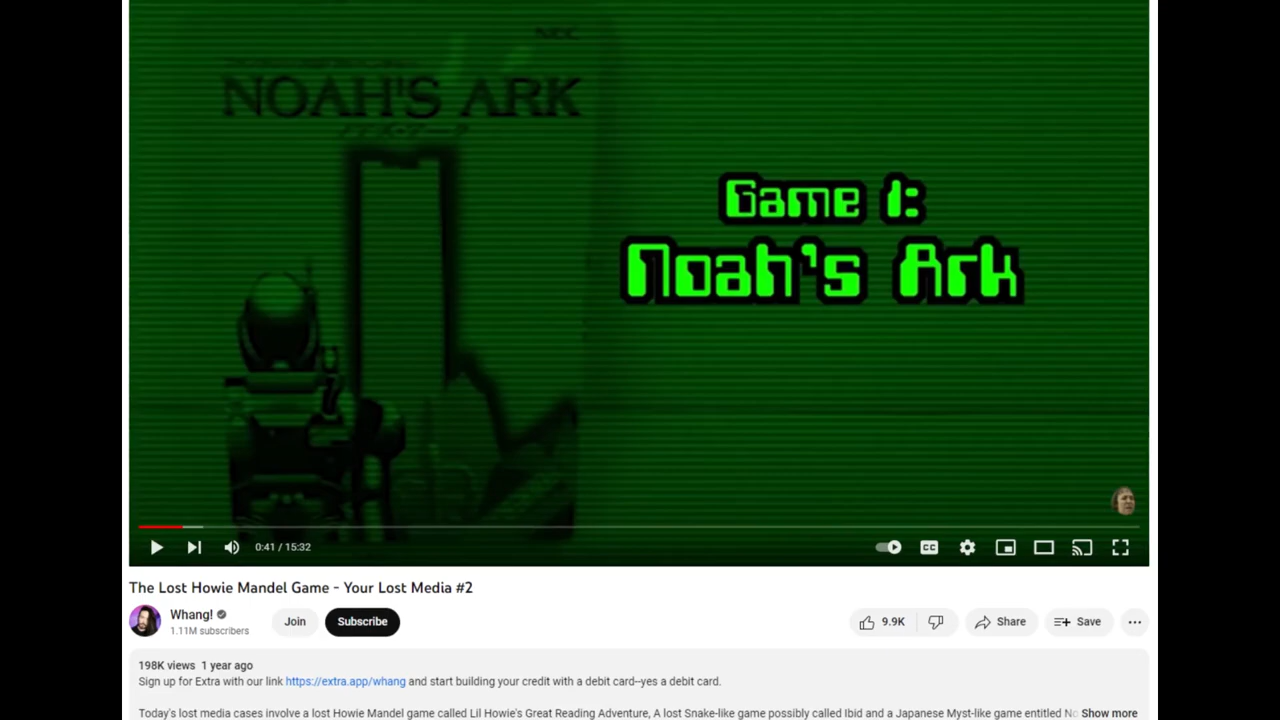 NEC
NOAH'S ARK
Game 1:
Noah's Ark
0:41 / 15:32
CC
The Lost Howie Mandel Game - Your Lost Media #2
Whang!
1.11M subscribers
Join
Subscribe
9.9K
Share
Save
198K views 1 year ago
Sign up for Extra with our link https://extra.app/whang and start building your credit with a debit card--yes a debit card.
Today's lost media cases involve a lost Howie Mandel game called Lil Howie's Great Reading Adventure, A lost Snake-like game possibly called Ibid and a Japanese Myst-like game entitled No Show more